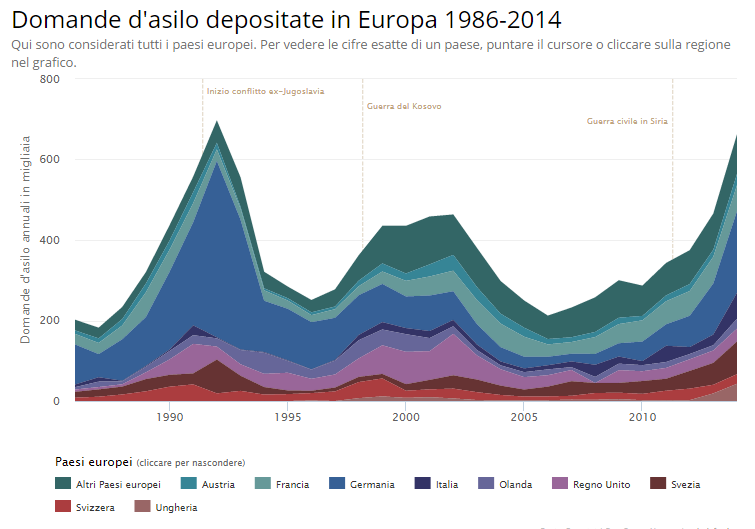 Domande d'asilo depositate in Europa 1986-2014
Qui sono considerati tutti i paesi europei. Per vedere le cifre esatte di un paese, puntare il cursore o cliccare sulla regione
nel grafico.
800
Inizio conflitto ex-Jugoslavia
Guerra del Kosovo
Guerra civile in Siria
600
400
200
0
Domande d'asilo annuali in migliaia
1990 1995 2000 2005 2010
Paesi europei (cliccare per nascondere)
Altri Paesi europei Austria Francia Germania Italia Olanda Regno Unito Svezia
Svizzera Ungheria